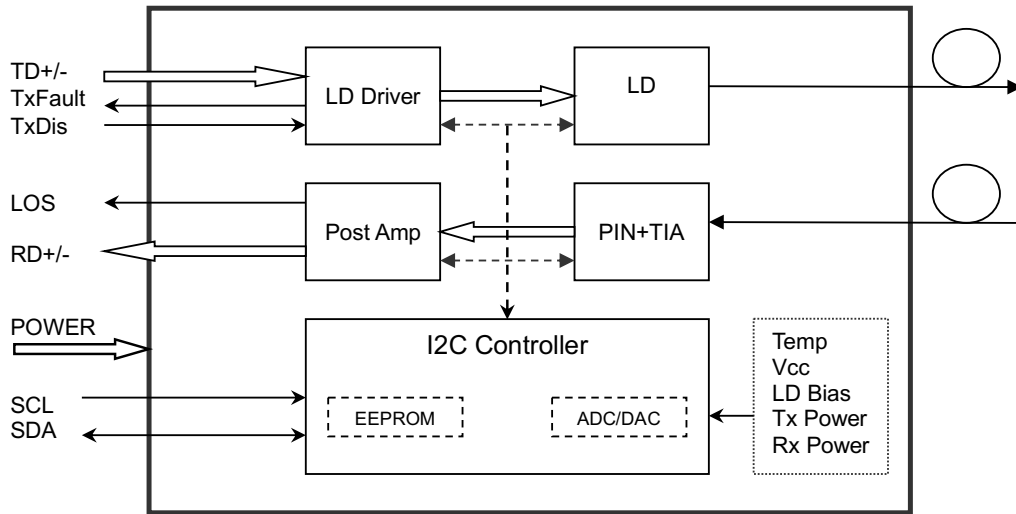 TD+/-
TxFault
TxDis
LD Driver
LD
LOS
RD+/-
Post Amp
PIN+TIA
POWER
SCL
SDA
I2C Controller
EEPROM
ADC/DAC
Temp
Vcc
LD Bias
Tx Power
Rx Power